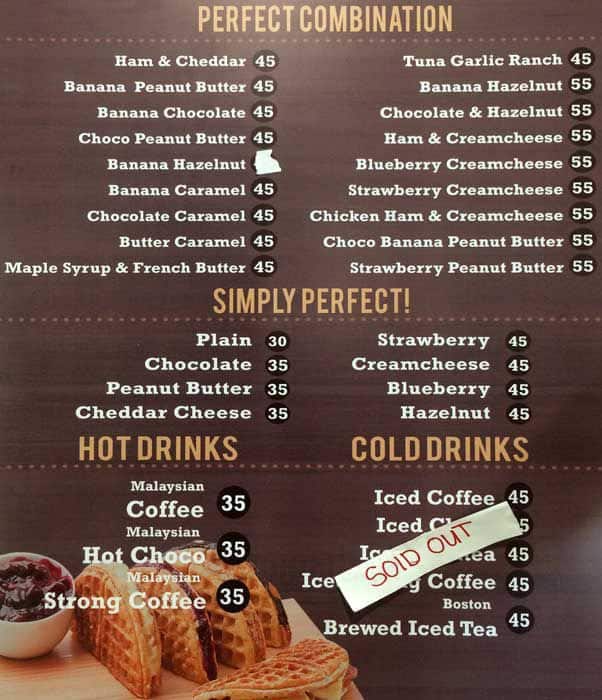 PERFECT COMBINATION
Ham & Cheddar 45
Banana Peanut Butter 45
Banana Chocolate 45
Choco Peanut Butter 45
Banana Hazelnut
Banana Caramel 45
Chocolate Caramel 45
Butter Caramel 45
Maple Syrup & French Butter 45
Tuna Garlic Ranch 45
Banana Hazelnut 55
Chocolate & Hazelnut 55
Ham & Creamcheese 55
Blueberry Creamcheese 55
Strawberry Creamcheese 55
Chicken Ham & Creamcheese 55
Choco Banana Peanut Butter 55
Strawberry Peanut Butter 55
SIMPLY PERFECT!
Plain 30
Chocolate 35
Peanut Butter 35
Cheddar Cheese 35
Strawberry 45
Creamcheese 45
Blueberry 45
Hazelnut 45
HOT DRINKS
Malaysian
Coffee 35
Malaysian
Hot Choco 35
Malaysian
Strong Coffee 35
COLD DRINKS
Iced Coffee 45
Iced
SOLD OUT
45
Coffee 45
Boston
Brewed Iced Tea 45